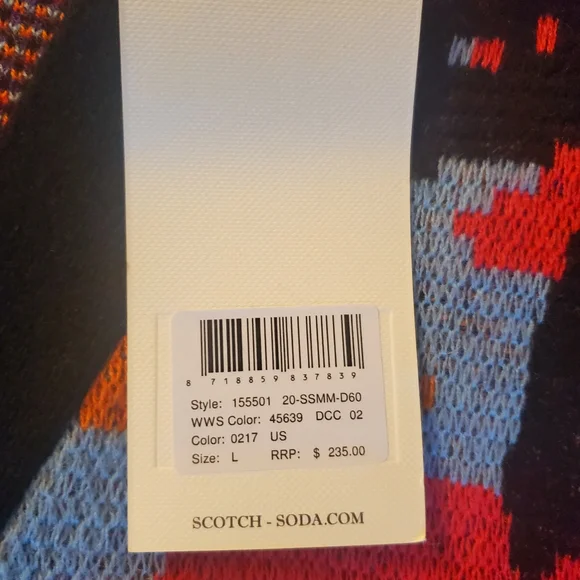 8 718859 837839
Style: 155501 20-SSMM-D60
WWS Color: 45639 DCC 02
Color: 0217 US
Size: L RRP: $ 235.00
SCOTCH - SODA.COM